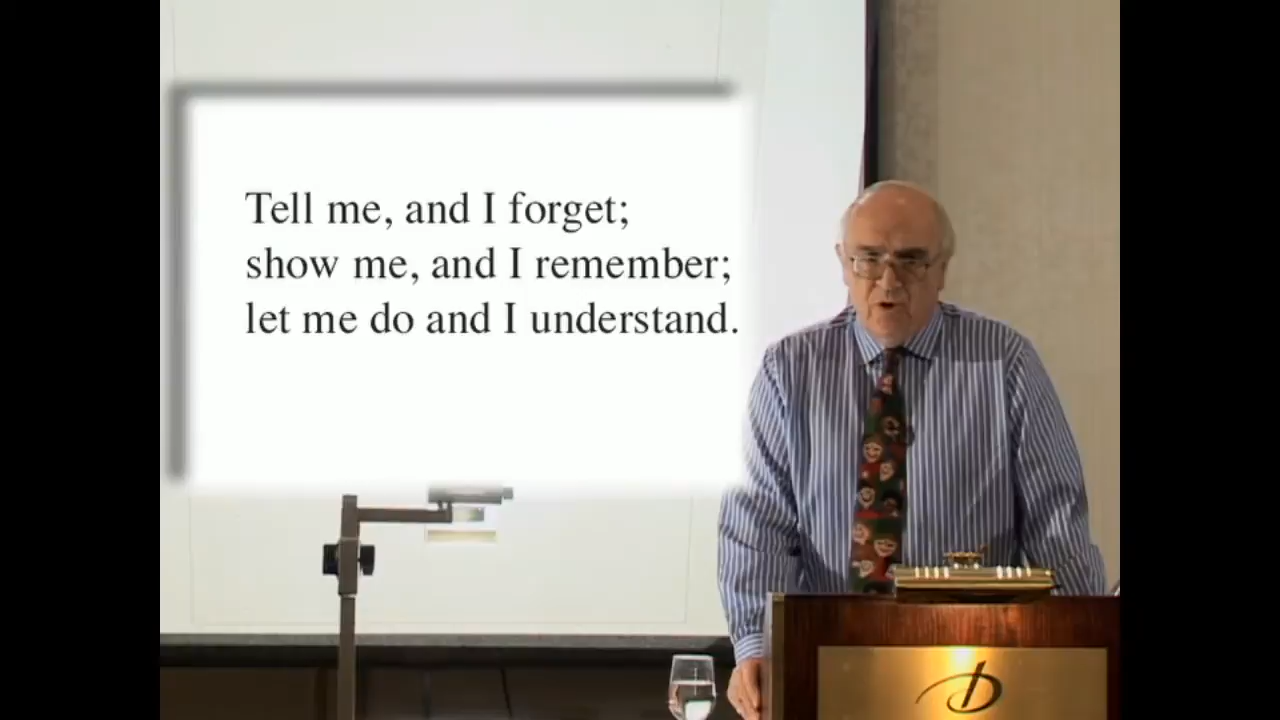 Tell me, and I forget;
show me, and I remember;
let me do and I understand.